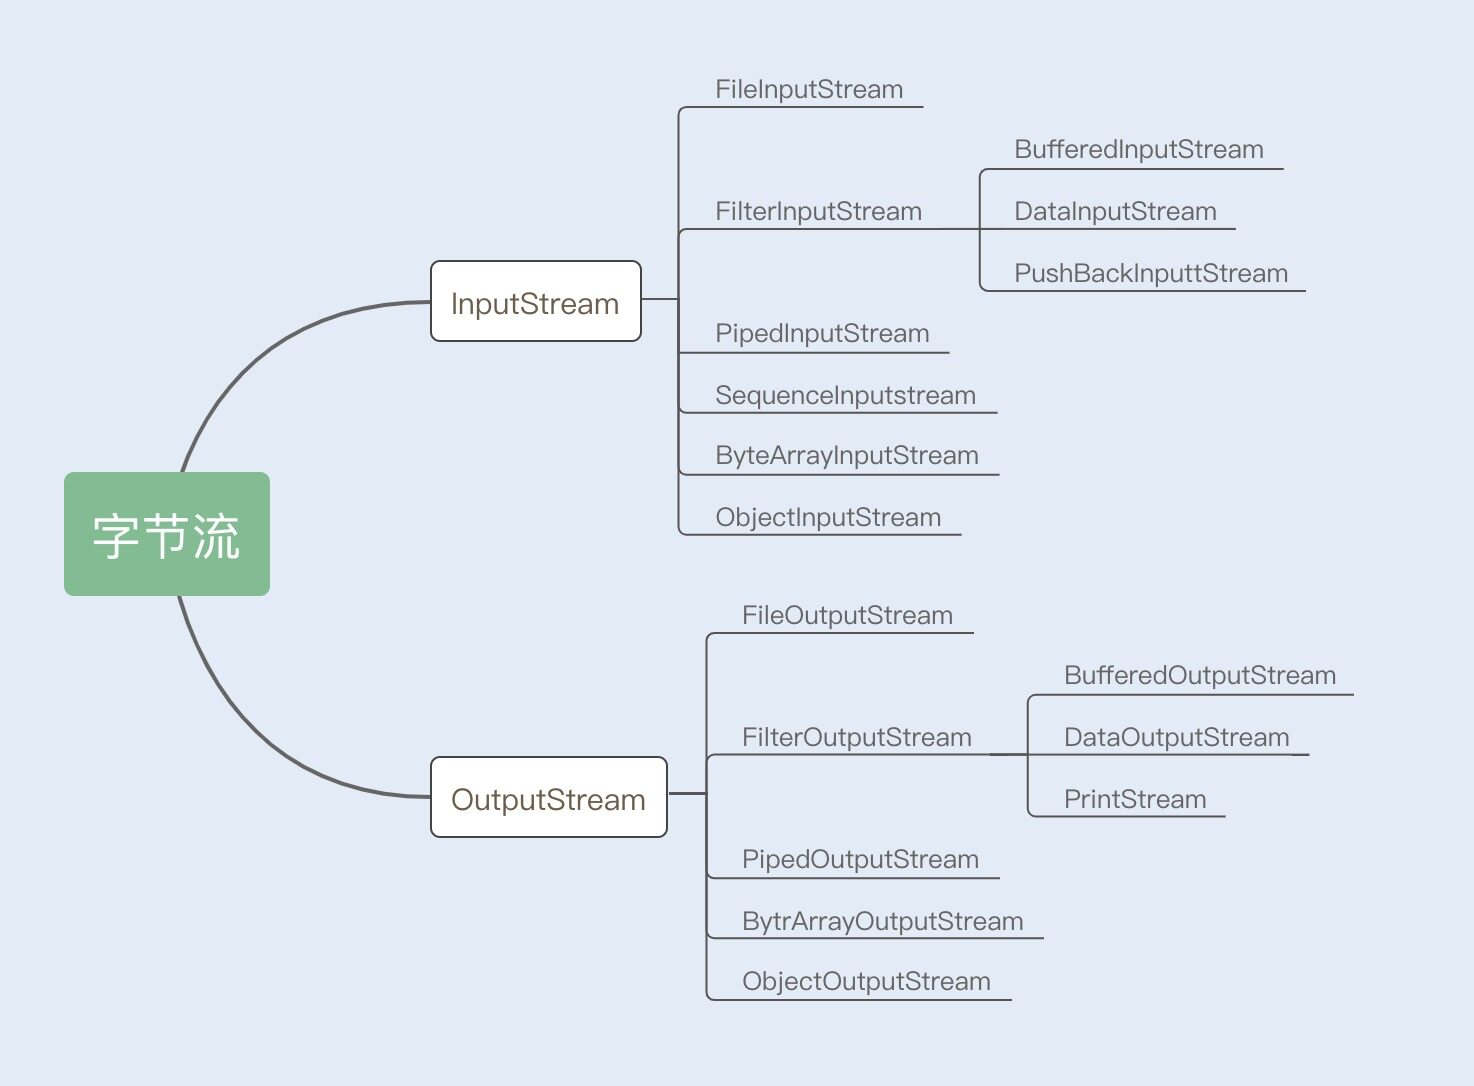 字节流
InputStream
FileInputStream
FilterInputStream
BufferedInputStream
DataInputStream
PushBackInputtStream
PipedInputStream
SequenceInputstream
ByteArrayInputStream
ObjectInputStream
OutputStream
FileOutputStream
FilterOutputStream
BufferedOutputStream
DataOutputStream
PrintStream
PipedOutputStream
BytrArrayOutputStream
ObjectOutputStream